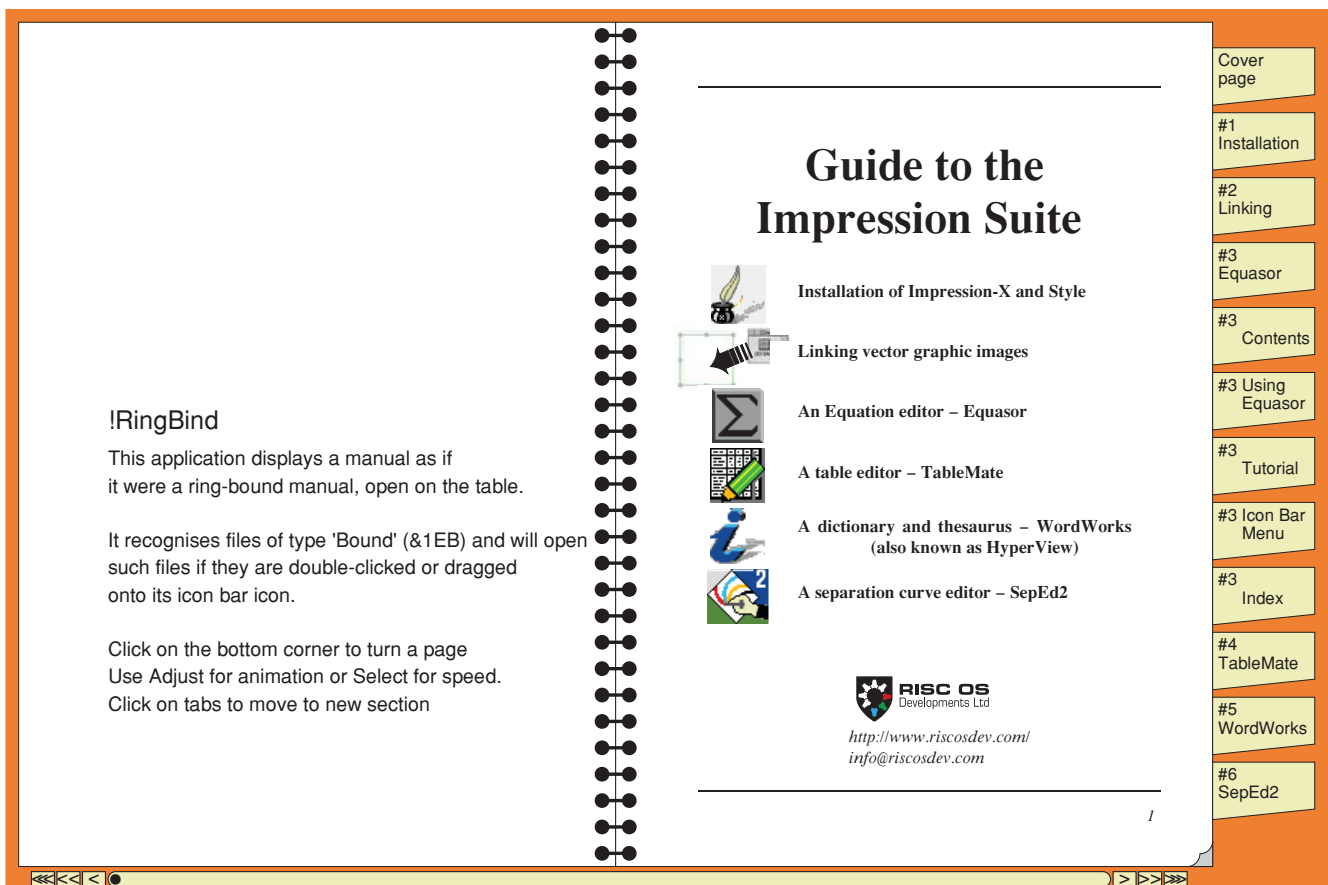 !RingBind
This application displays a manual as if
it were a ring-bound manual, open on the table.
It recognises files of type 'Bound' (&1EB) and will open
such files if they are double-clicked or dragged
onto its icon bar icon.
Click on the bottom corner to turn a page
Use Adjust for animation or Select for speed.
Click on tabs to move to new section
Guide to the
Impression Suite
Installation of Impression-X and Style
Linking vector graphic images
Σ
An Equation editor – Equasor
A table editor – TableMate
A dictionary and thesaurus – WordWorks
(also known as HyperView)
2
A separation curve editor – SepEd2
RISC OS
Developments Ltd
http://www.riscosdev.com/
info@riscosdev.com
1
Cover
page
#1
Installation
#2
Linking
#3
Equasor
#3
Contents
#3 Using
Equasor
#3
Tutorial
#3 Icon Bar
Menu
#3
Index
#4
TableMate
#5
WordWorks
#6
SepEd2
<<< << < > >> >>>